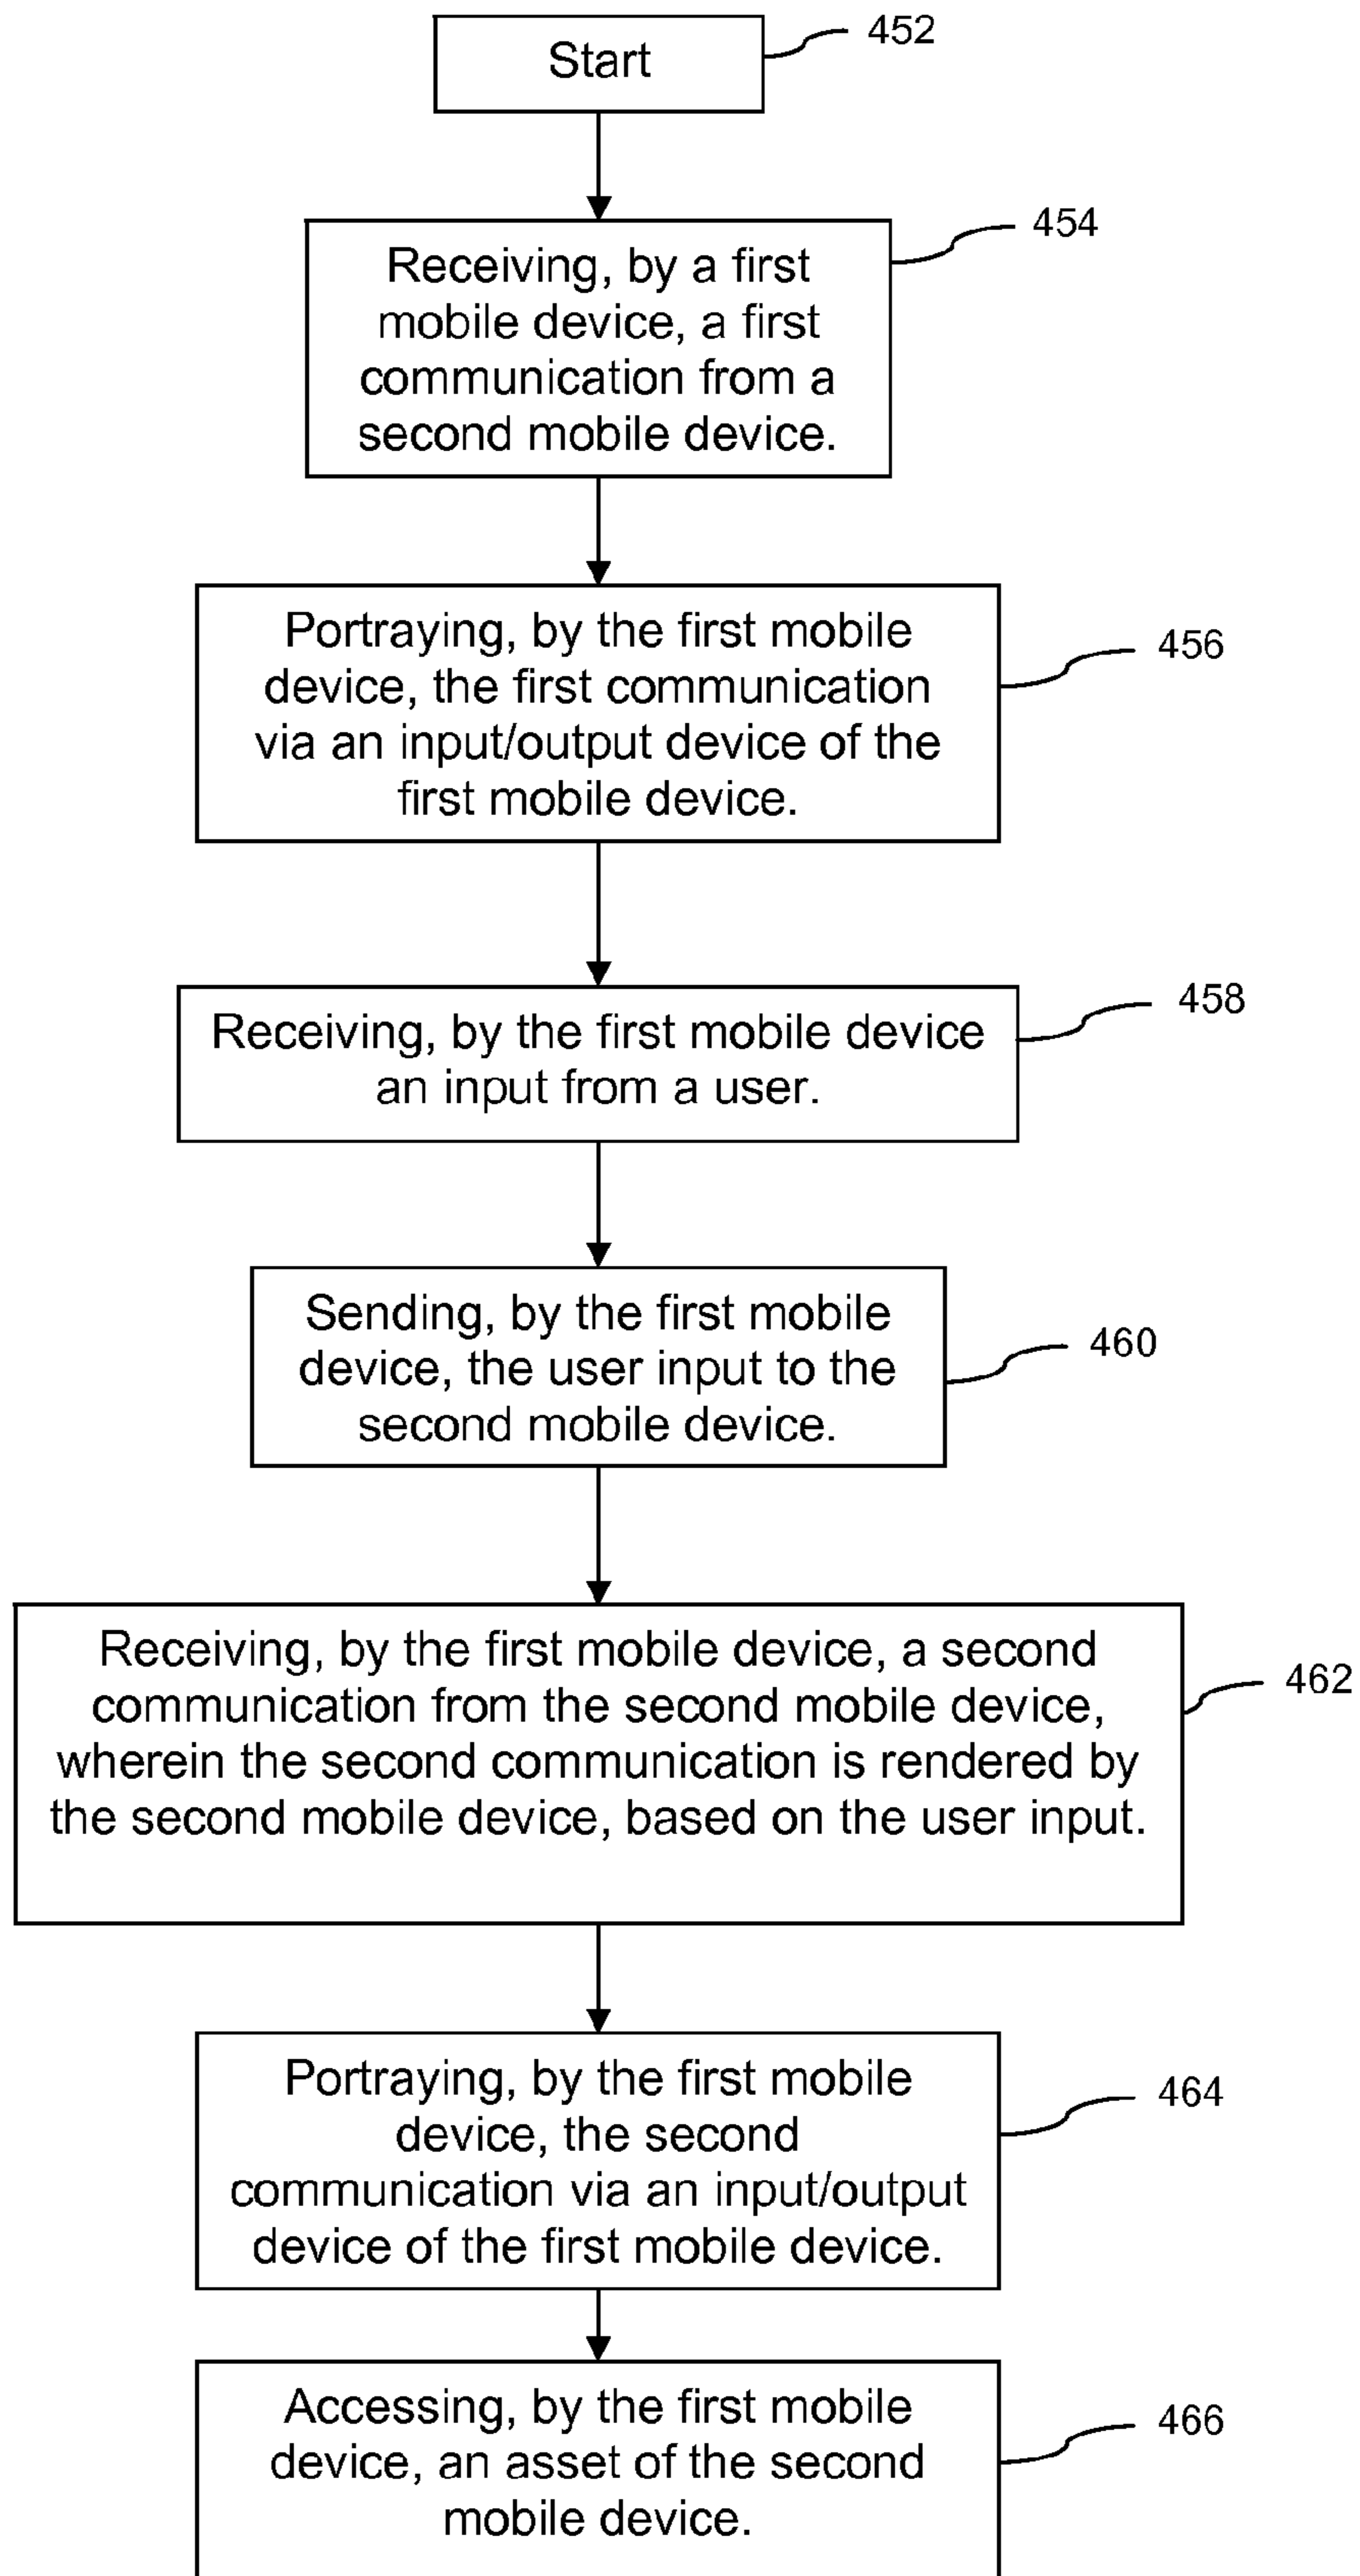 Start
452
Receiving, by a first
mobile device, a first
communication from a
second mobile device.
454
Portraying, by the first mobile
device, the first communication
via an input/output device of the
first mobile device.
456
Receiving, by the first mobile device
an input from a user.
458
Sending, by the first mobile
device, the user input to the
second mobile device.
460
Receiving, by the first mobile device, a second
communication from the second mobile device,
wherein the second communication is rendered by
the second mobile device, based on the user input.
462
Portraying, by the first mobile
device, the second
communication via an input/output
device of the first mobile device.
464
Accessing, by the first mobile
device, an asset of the second
mobile device.
466